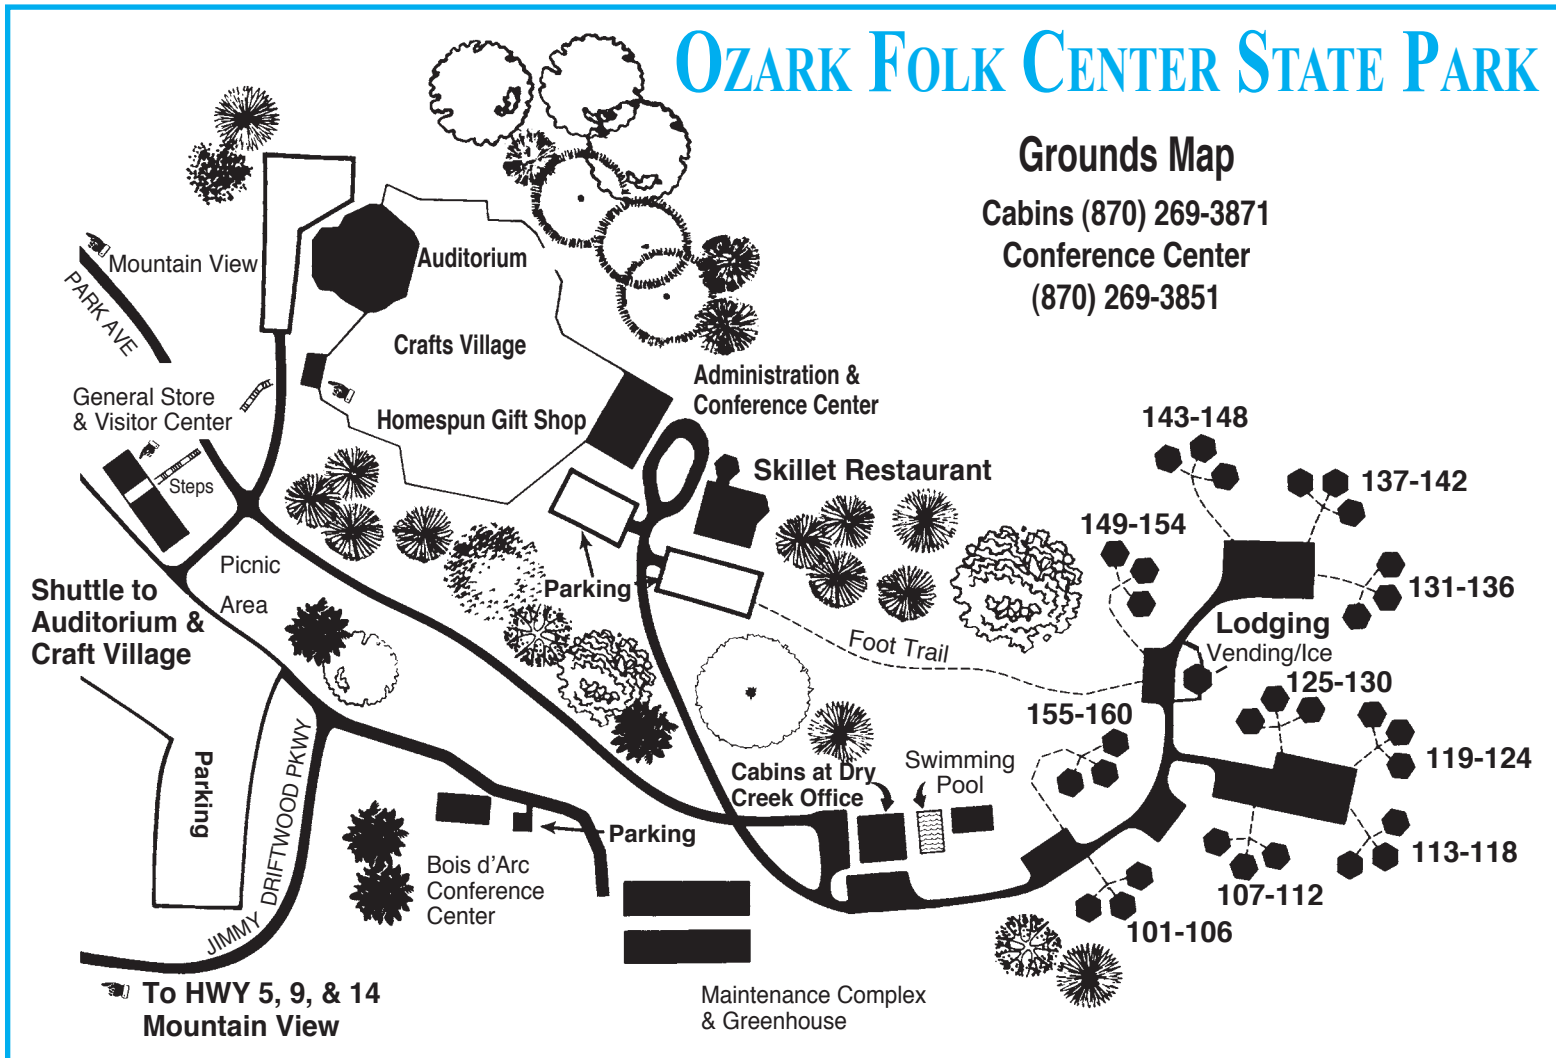 OZARK FOLK CENTER STATE PARK
Grounds Map
Cabins (870) 269-3871
Conference Center
(870) 269-3851
Mountain View
PARK AVE
Auditorium
Crafts Village
Homespun Gift Shop
General Store
& Visitor Center
Steps
Administration &
Conference Center
Skillet Restaurant
Parking
Picnic
Area
Shuttle to
Auditorium &
Craft Village
Parking
JIMMY DRIFTWOOD PKWY
Foot Trail
143-148
137-142
149-154
131-136
Lodging
Vending/Ice
125-130
155-160
119-124
Cabins at Dry
Creek Office
Swimming
Pool
Parking
Bois d'Arc
Conference
Center
113-118
107-112
101-106
To HWY 5, 9, & 14
Mountain View
Maintenance Complex
& Greenhouse